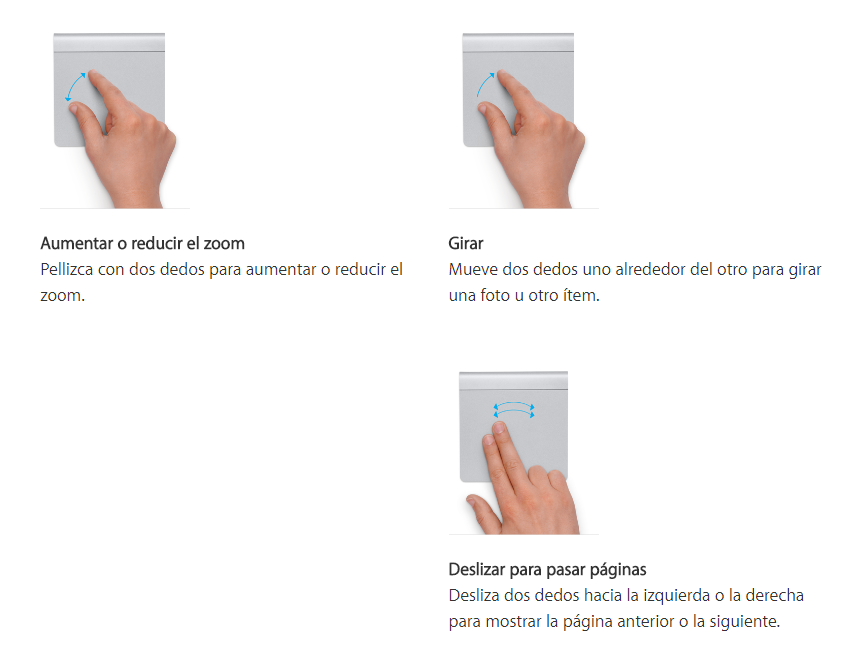 Aumentar o reducir el zoom
Pellizca con dos dedos para aumentar o reducir el
zoom.
Girar
Mueve dos dedos uno alrededor del otro para girar
una foto u otro ítem.
Deslizar para pasar páginas
Desliza dos dedos hacia la izquierda o la derecha
para mostrar la página anterior o la siguiente.